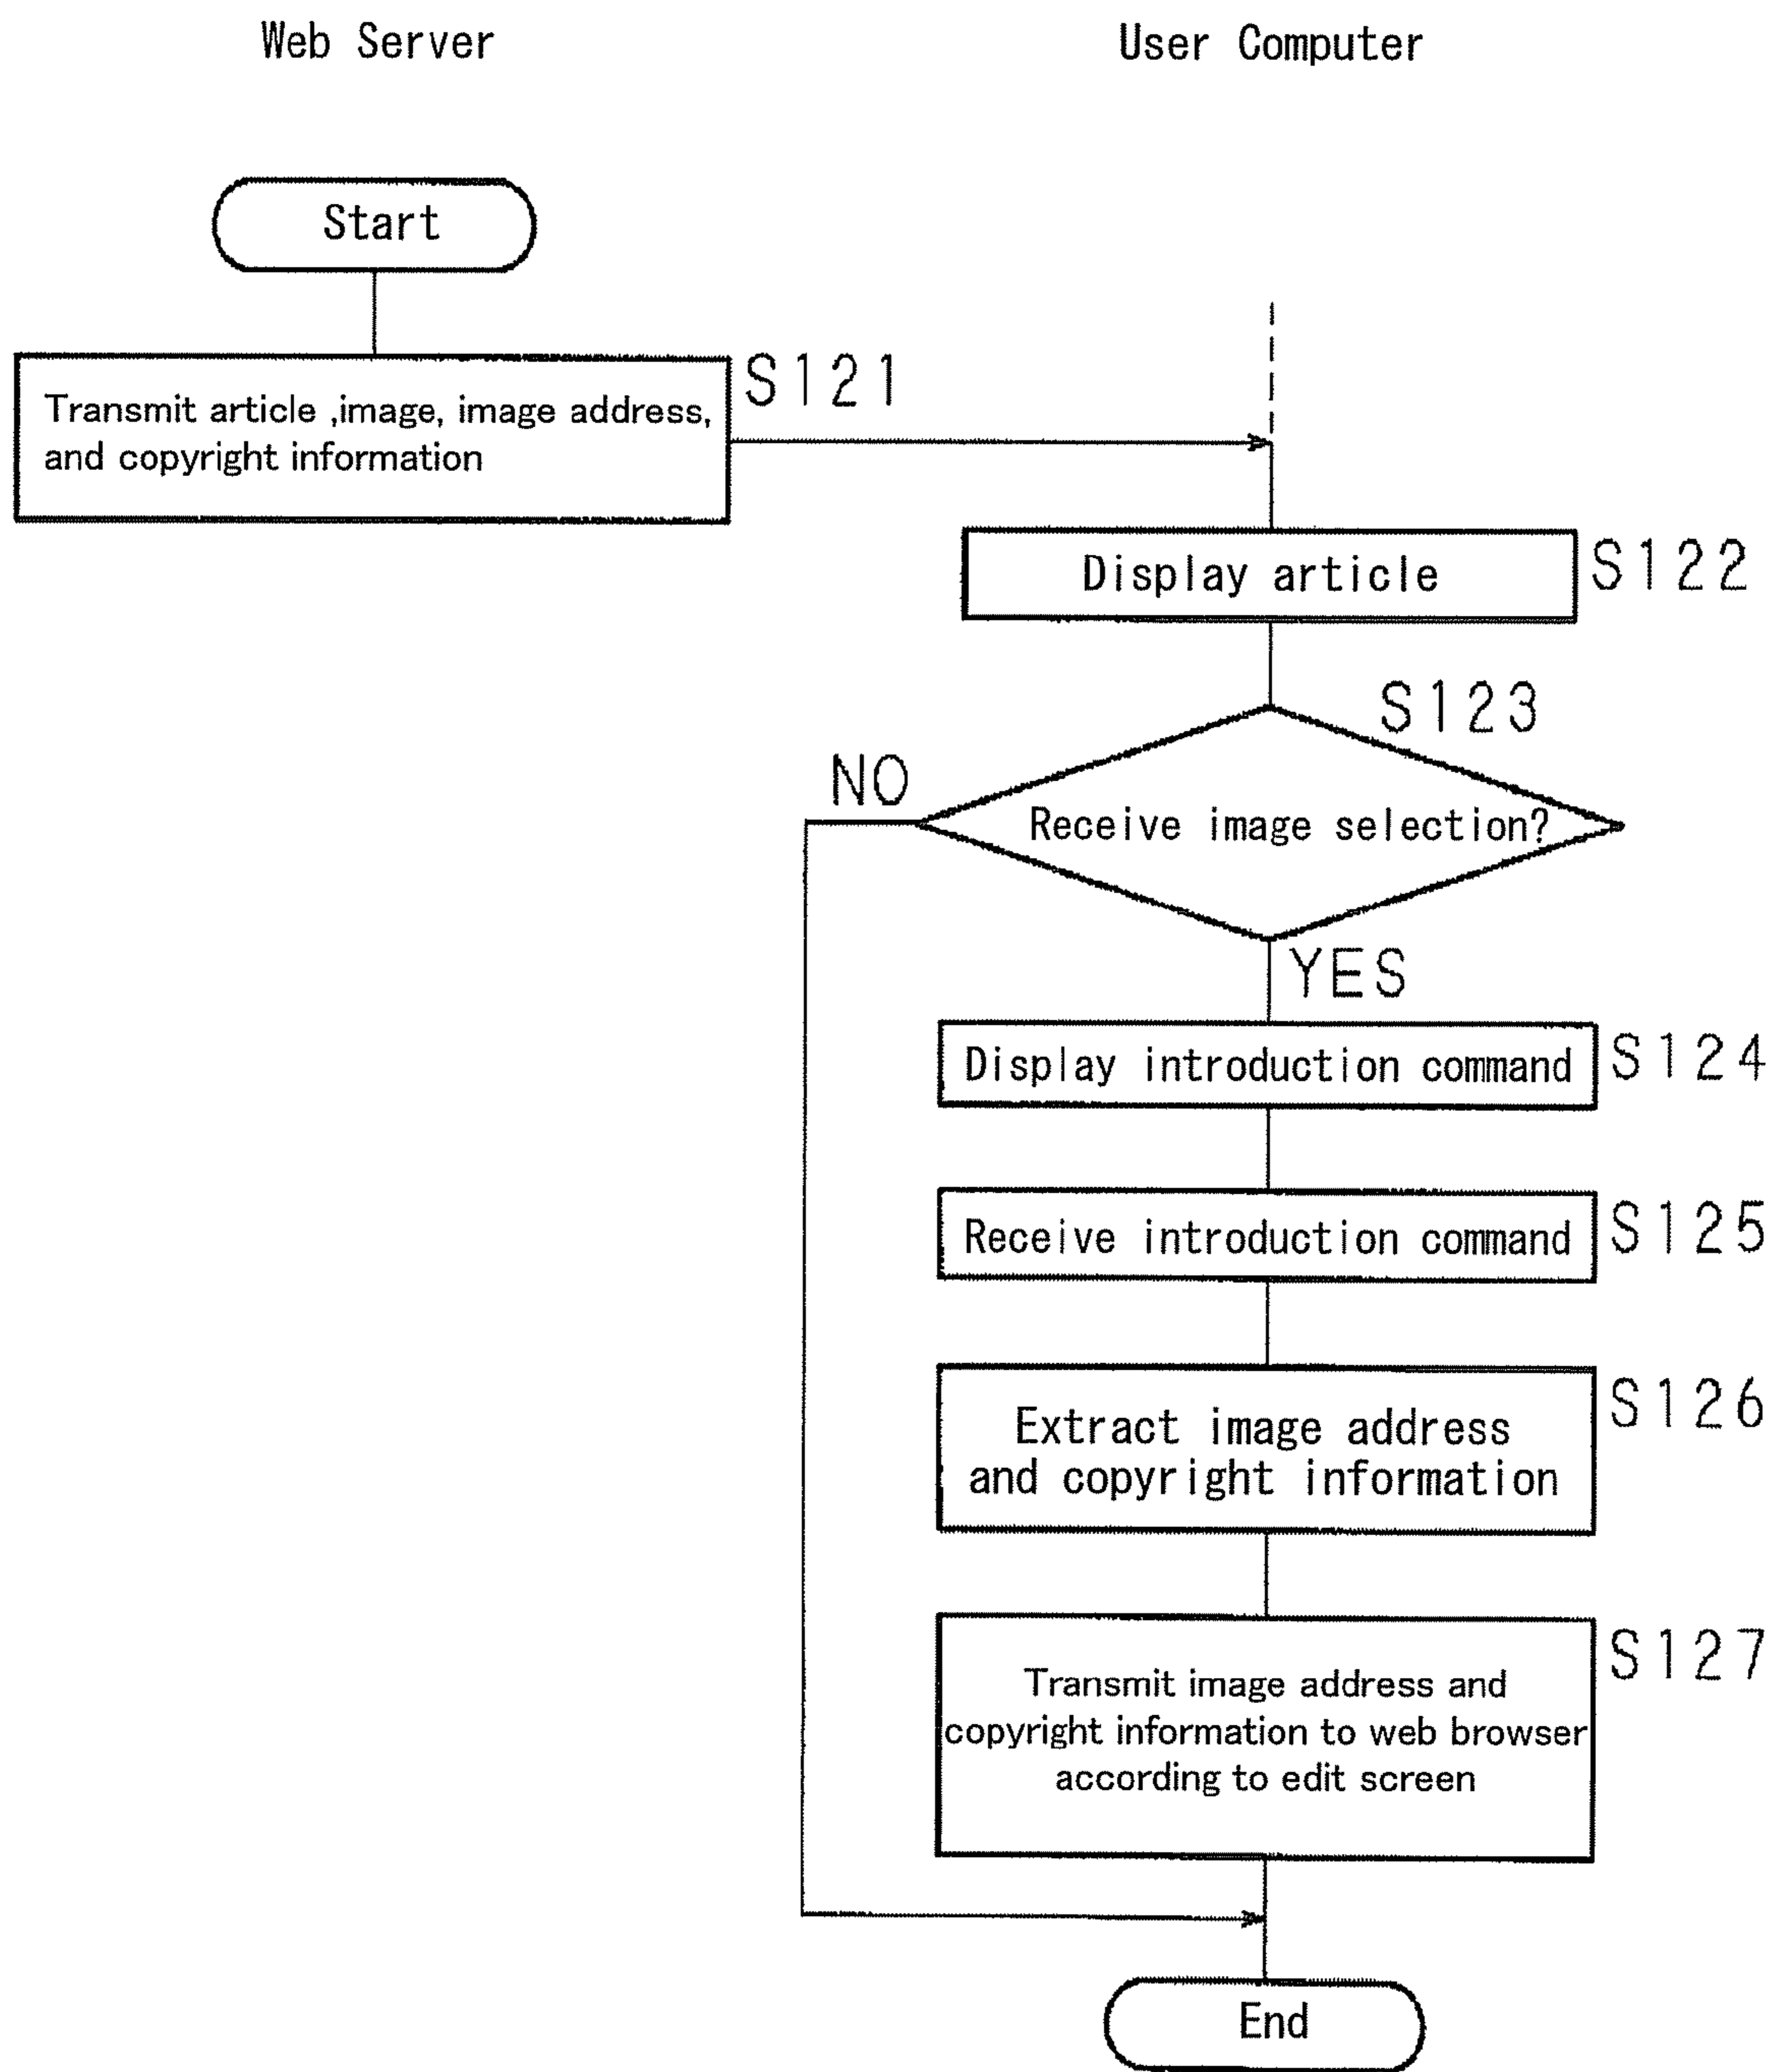 Web Server
User Computer
Start
S121
Transmit article ,image, image address,
and copyright information
Display article
S122
S123
NO
Receive image selection?
YES
Display introduction command
S124
Receive introduction command
S125
S126
Extract image address
and copyright information
S127
Transmit image address and
copyright information to web browser
according to edit screen
End